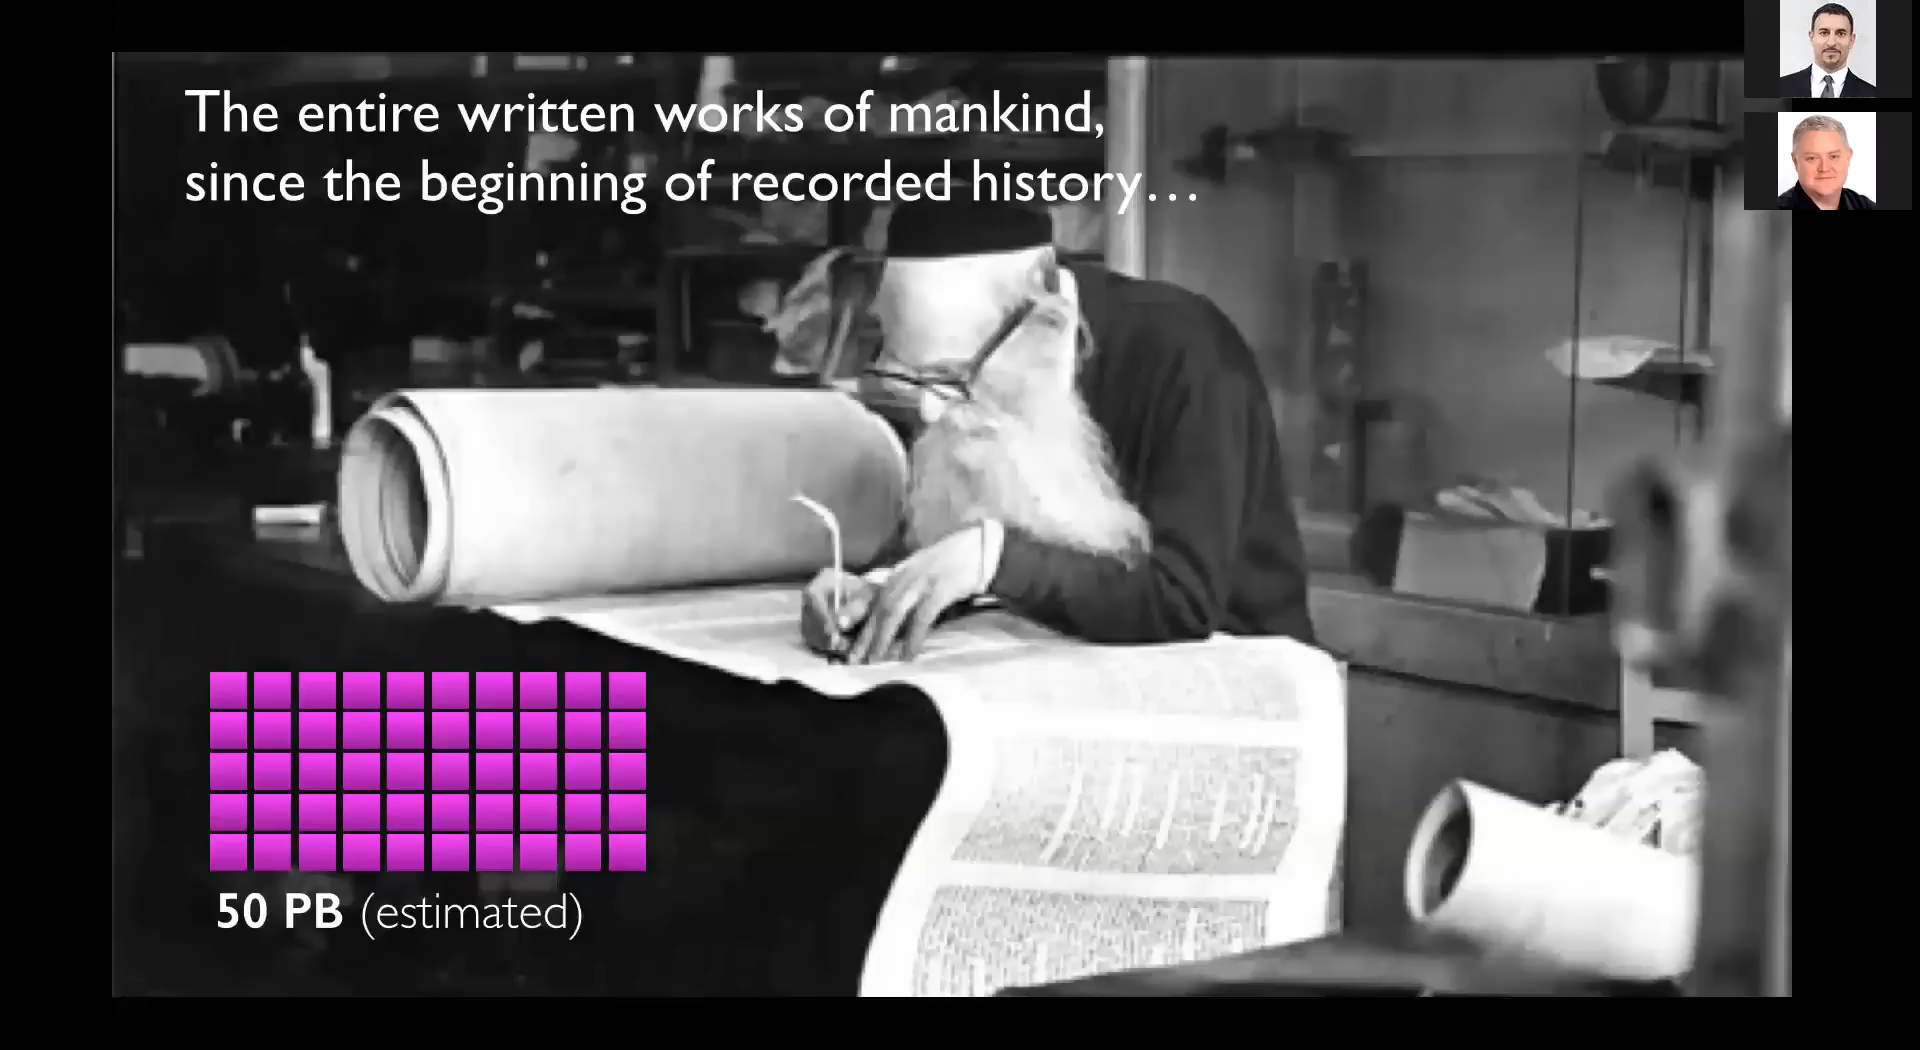 The entire written works of mankind,
since the beginning of recorded history…
50 PB (estimated)